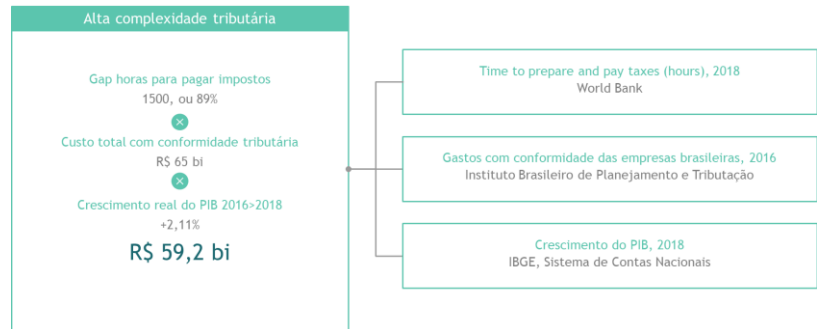 Alta complexidade tributária
Gap horas para pagar impostos
1500, ou 89%
×
Custo total com conformidade tributária
R$ 65 bi
×
Crescimento real do PIB 2016>2018
+2,11%
R$ 59,2 bi
Time to prepare and pay taxes (hours), 2018
World Bank
Gastos com conformidade das empresas brasileiras, 2016
Instituto Brasileiro de Planejamento e Tributação
Crescimento do PIB, 2018
IBGE, Sistema de Contas Nacionais